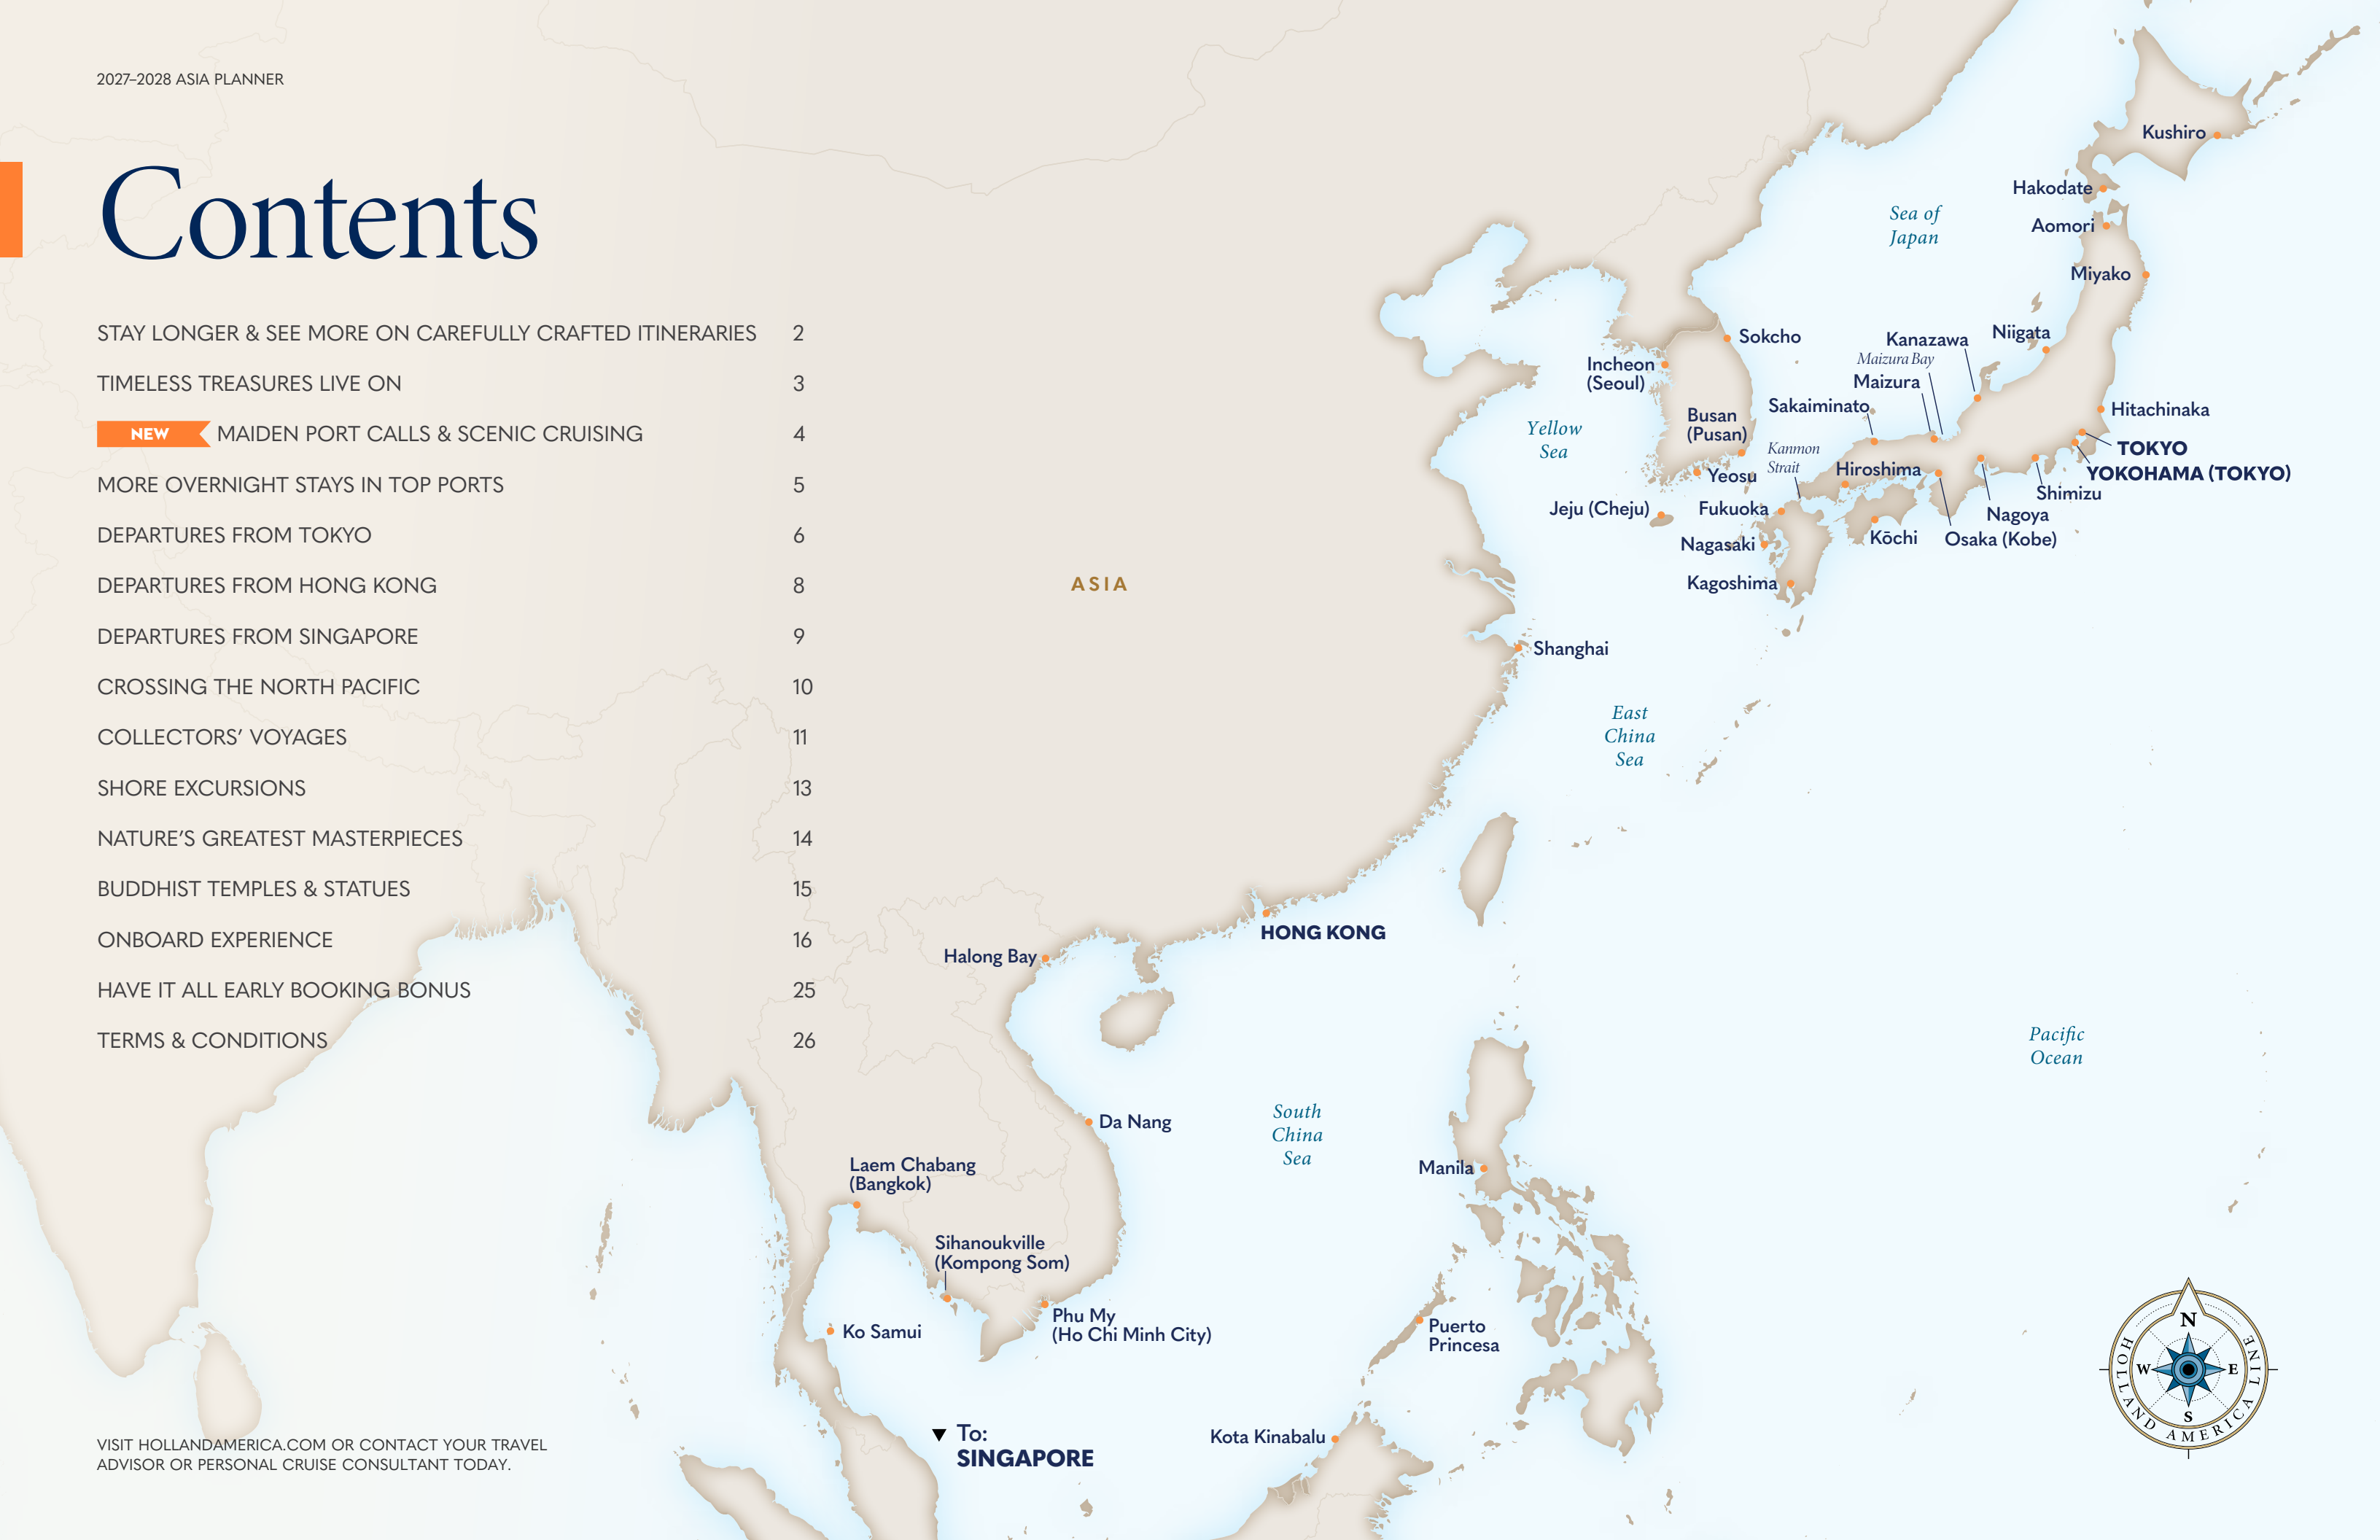 2027–2028 ASIA PLANNER
Contents
STAY LONGER & SEE MORE ON CAREFULLY CRAFTED ITINERARIES 2
TIMELESS TREASURES LIVE ON 3
NEW MAIDEN PORT CALLS & SCENIC CRUISING 4
MORE OVERNIGHT STAYS IN TOP PORTS 5
DEPARTURES FROM TOKYO 6
DEPARTURES FROM HONG KONG 8
DEPARTURES FROM SINGAPORE 9
CROSSING THE NORTH PACIFIC 10
COLLECTORS’ VOYAGES 11
SHORE EXCURSIONS 13
NATURE’S GREATEST MASTERPIECES 14
BUDDHIST TEMPLES & STATUES 15
ONBOARD EXPERIENCE 16
HAVE IT ALL EARLY BOOKING BONUS 25
TERMS & CONDITIONS 26
VISIT HOLLANDAMERICA.COM OR CONTACT YOUR TRAVEL
ADVISOR OR PERSONAL CRUISE CONSULTANT TODAY.
ASIA
Kushiro
Hakodate
Aomori
Miyako
Sea of
Japan
Niigata
Kanazawa
Maizura Bay
Maizura
Sakaiminato
Hitachinaka
TOKYO
YOKOHAMA (TOKYO)
Shimizu
Nagoya
Osaka (Kobe)
Kōchi
Hiroshima
Kanmon
Strait
Fukuoka
Nagasaki
Kagoshima
Sokcho
Incheon
(Seoul)
Busan
(Pusan)
Yeosu
Jeju (Cheju)
Yellow
Sea
Shanghai
East
China
Sea
HONG KONG
Halong Bay
Da Nang
South
China
Sea
Pacific
Ocean
Manila
Laem Chabang
(Bangkok)
Sihanoukville
(Kompong Som)
Phu My
(Ho Chi Minh City)
Ko Samui
Puerto
Princesa
Kota Kinabalu
To:
SINGAPORE
N
W
E
S
HOLLAND AMERICA LINE